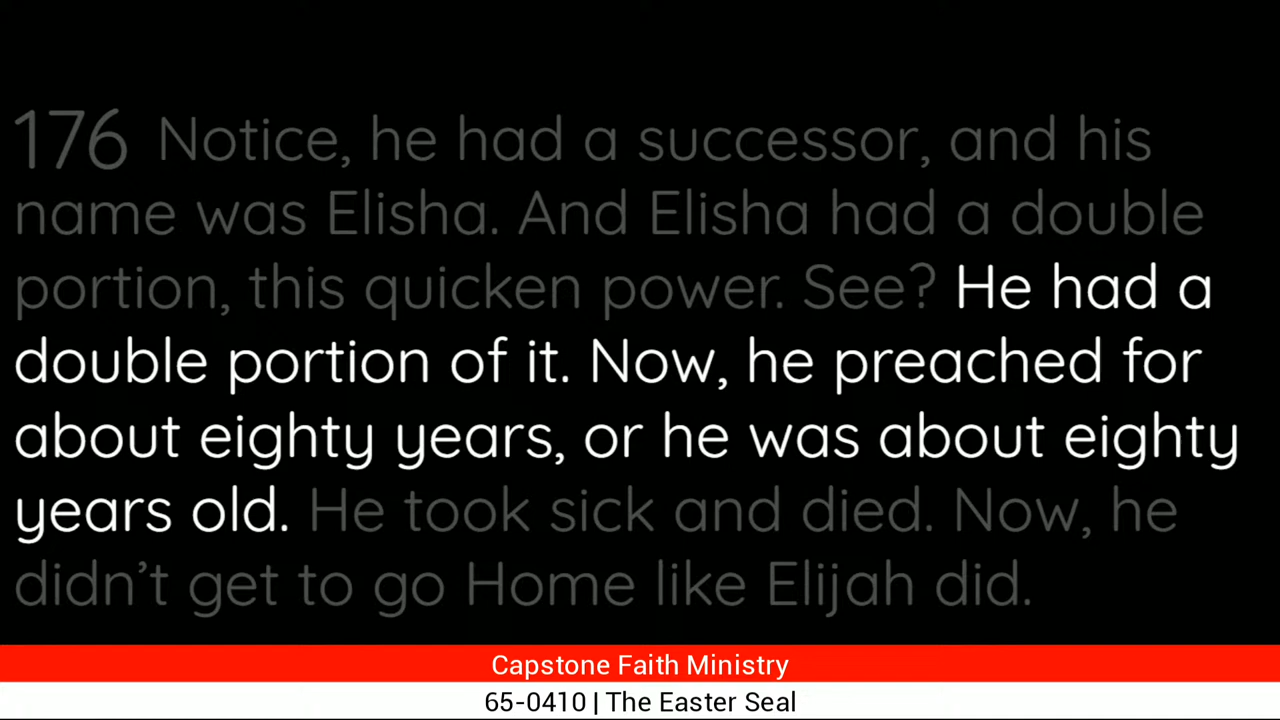 176 Notice, he had a successor, and his
name was Elisha. And Elisha had a double
portion, this quicken power. See? He had a
double portion of it. Now, he preached for
about eighty years, or he was about eighty
years old. He took sick and died. Now, he
didn’t get to go Home like Elijah did.
Capstone Faith Ministry
65-0410 | The Easter Seal